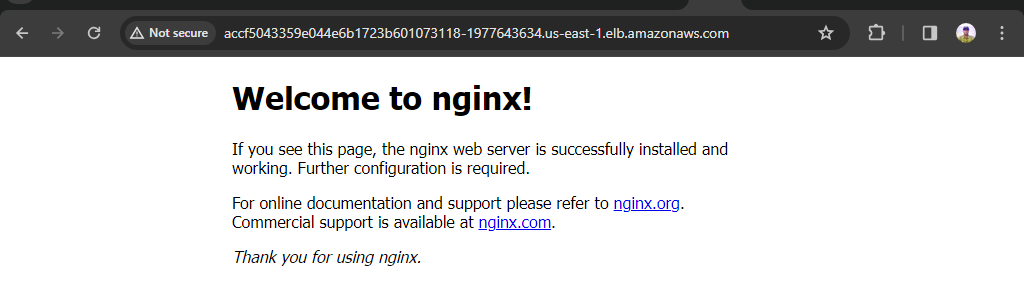 Not secure accf5043359e044e6b1723b601073118-1977643634.us-east-1.elb.amazonaws.com
Welcome to nginx!
If you see this page, the nginx web server is successfully installed and
working. Further configuration is required.
For online documentation and support please refer to nginx.org.
Commercial support is available at nginx.com.
Thank you for using nginx.